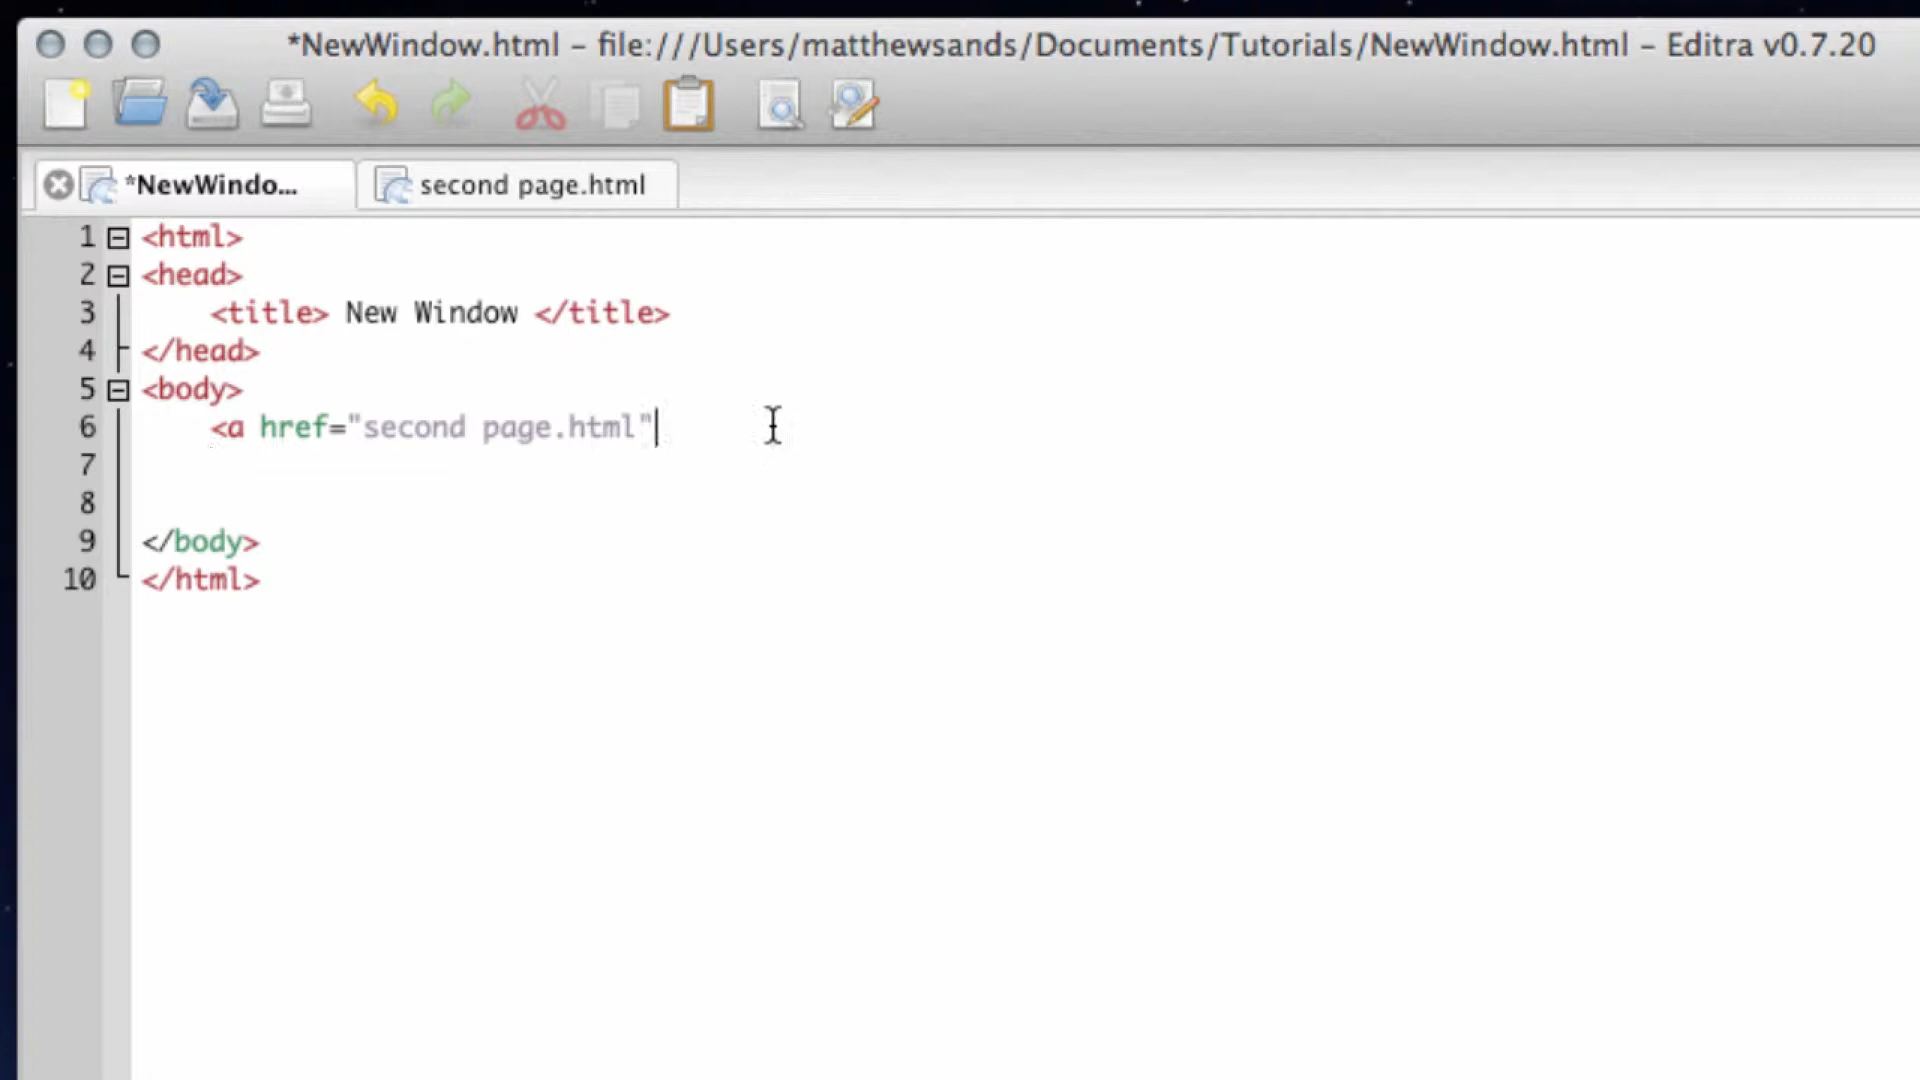 *NewWindow.html – file:///Users/matthewsands/Documents/Tutorials/NewWindow.html – Editra v0.7.20
*NewWindo... second page.html
1 <html>
2 <head>
3 <title> New Window </title>
4 </head>
5 <body>
6 <a href="second page.html"
7
8
9 </body>
10 </html>